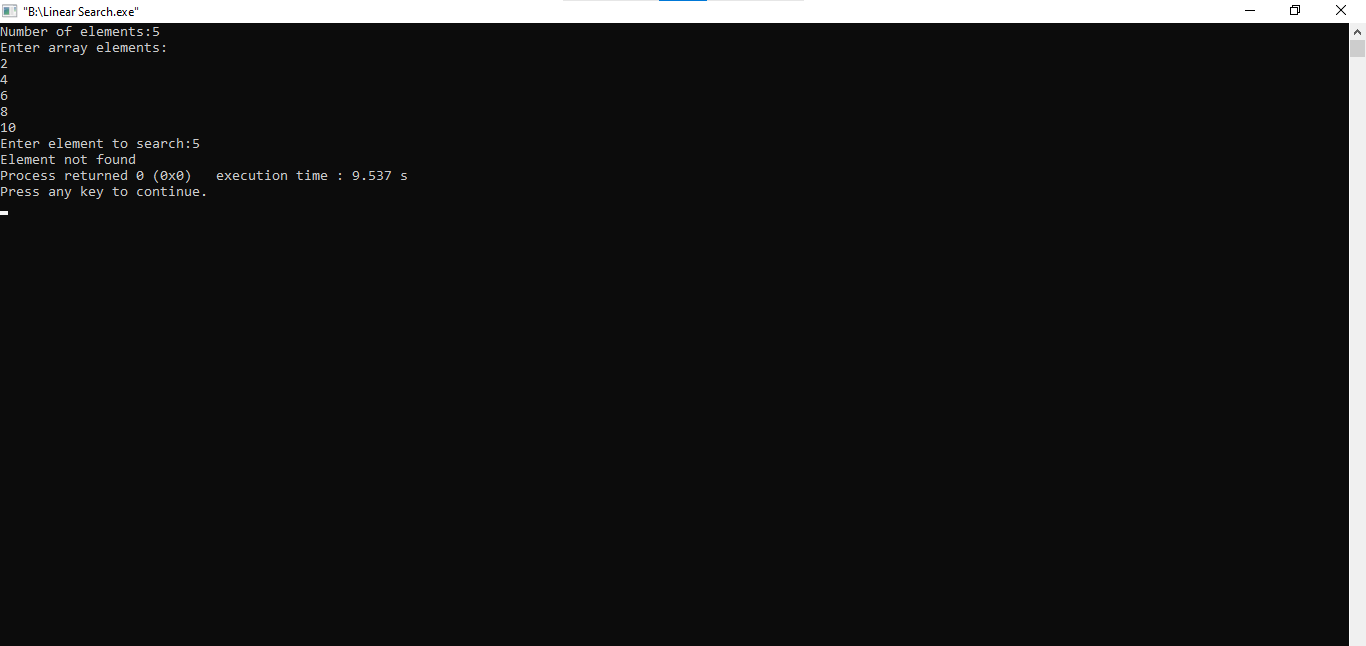 "B:\Linear Search.exe"
Number of elements:5
Enter array elements:
2
4
6
8
10
Enter element to search:5
Element not found
Process returned 0 (0x0)   execution time : 9.537 s
Press any key to continue.